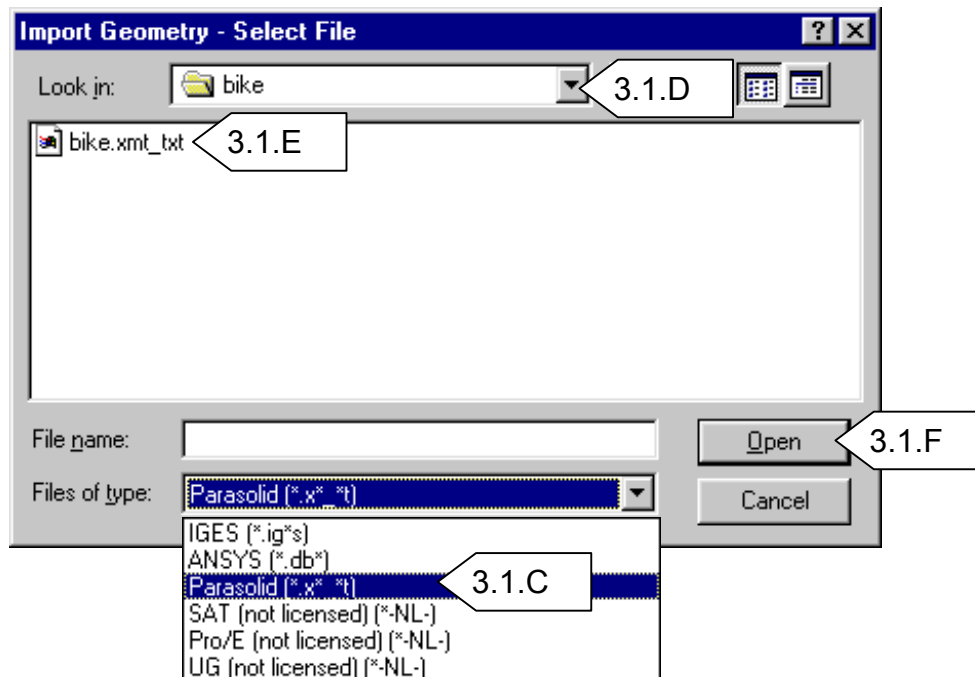 Import Geometry - Select File
Look in: bike 3.1.D
bike.xmt_txt 3.1.E
File name: Open 3.1.F
Files of type: Parasolid (*.x*_*t) Cancel
IGES (*.ig*s)
ANSYS (*.db*)
Parasolid (*.x*_*t) 3.1.C
SAT (not licensed) (*-NL-)
Pro/E (not licensed) (*-NL-)
UG (not licensed) (*-NL-)